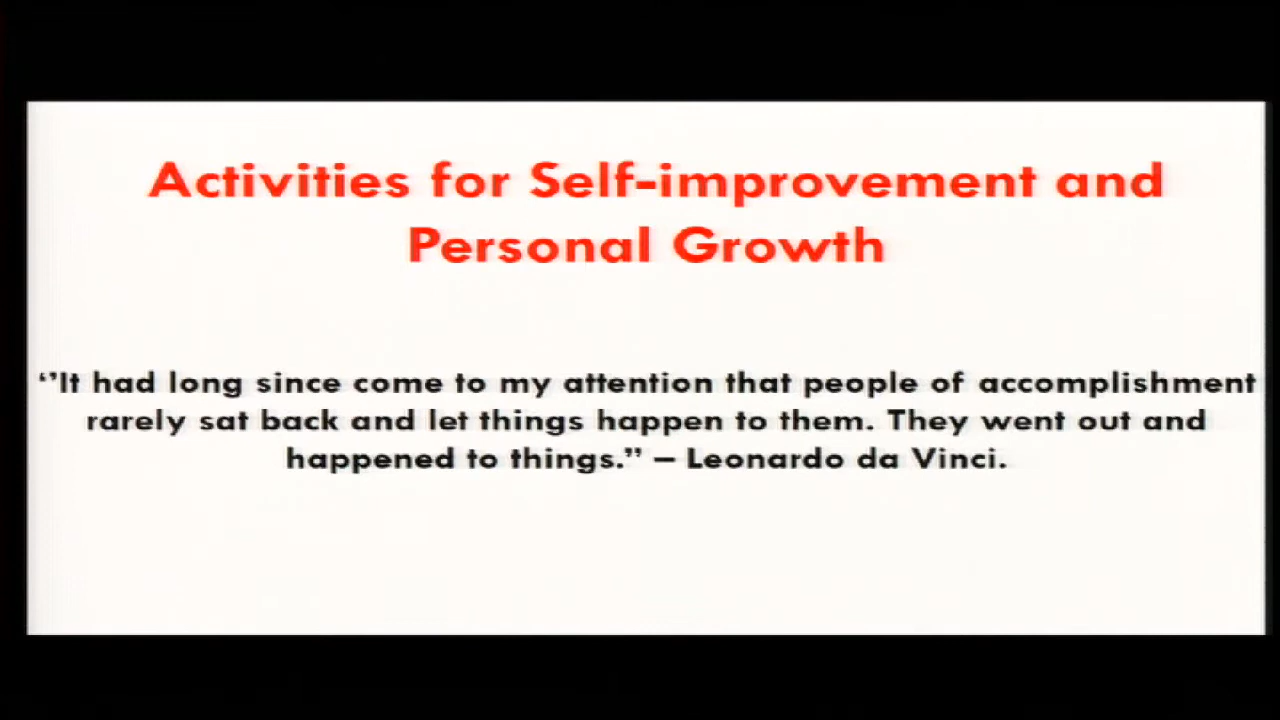 Activities for Self-improvement and
Personal Growth
‘’It had long since come to my attention that people of accomplishment
rarely sat back and let things happen to them. They went out and
happened to things.” – Leonardo da Vinci.